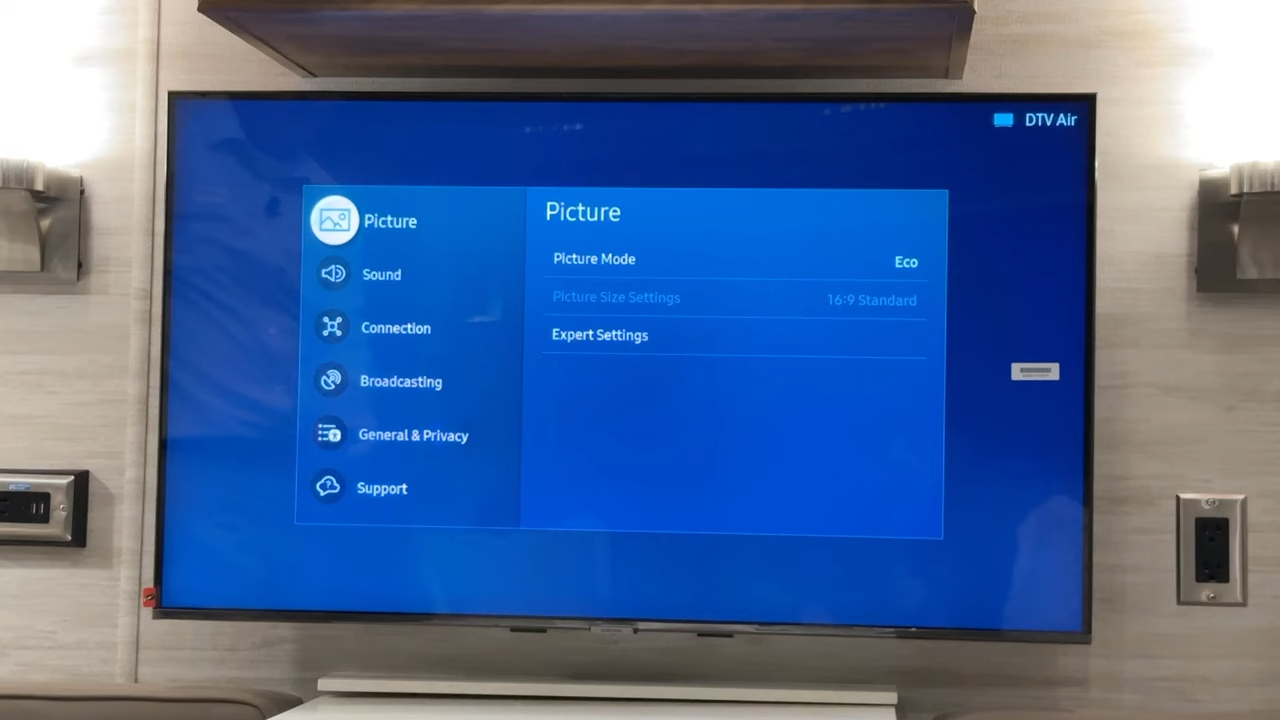 DTV Air
Picture
Sound
Connection
Broadcasting
General & Privacy
Support
Picture
Picture Mode Eco
Picture Size Settings 16:9 Standard
Expert Settings